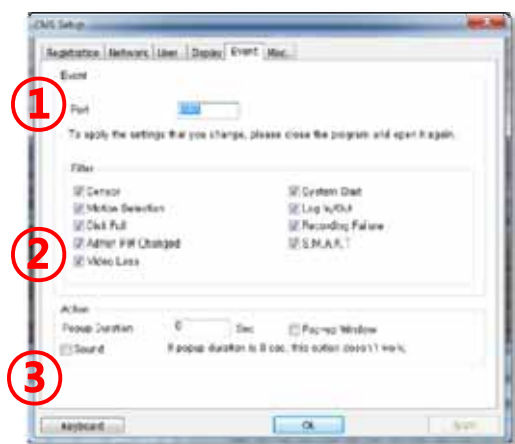 CMS Setup
Registration Network User Display Event Misc.
Event
① Port
To apply the settings that you change, please close the program and open it again.
Filter
Sensor System Start
Motion Detection Log In/Out
Disk Full Recording Failure
Admin PW Changed S.M.A.R.T
② Video Loss
Action
Popup Duration 0 Sec Pop-up Window
Sound If popup duration is 0 sec, this option doesn't work.
③
Keyboard Ok